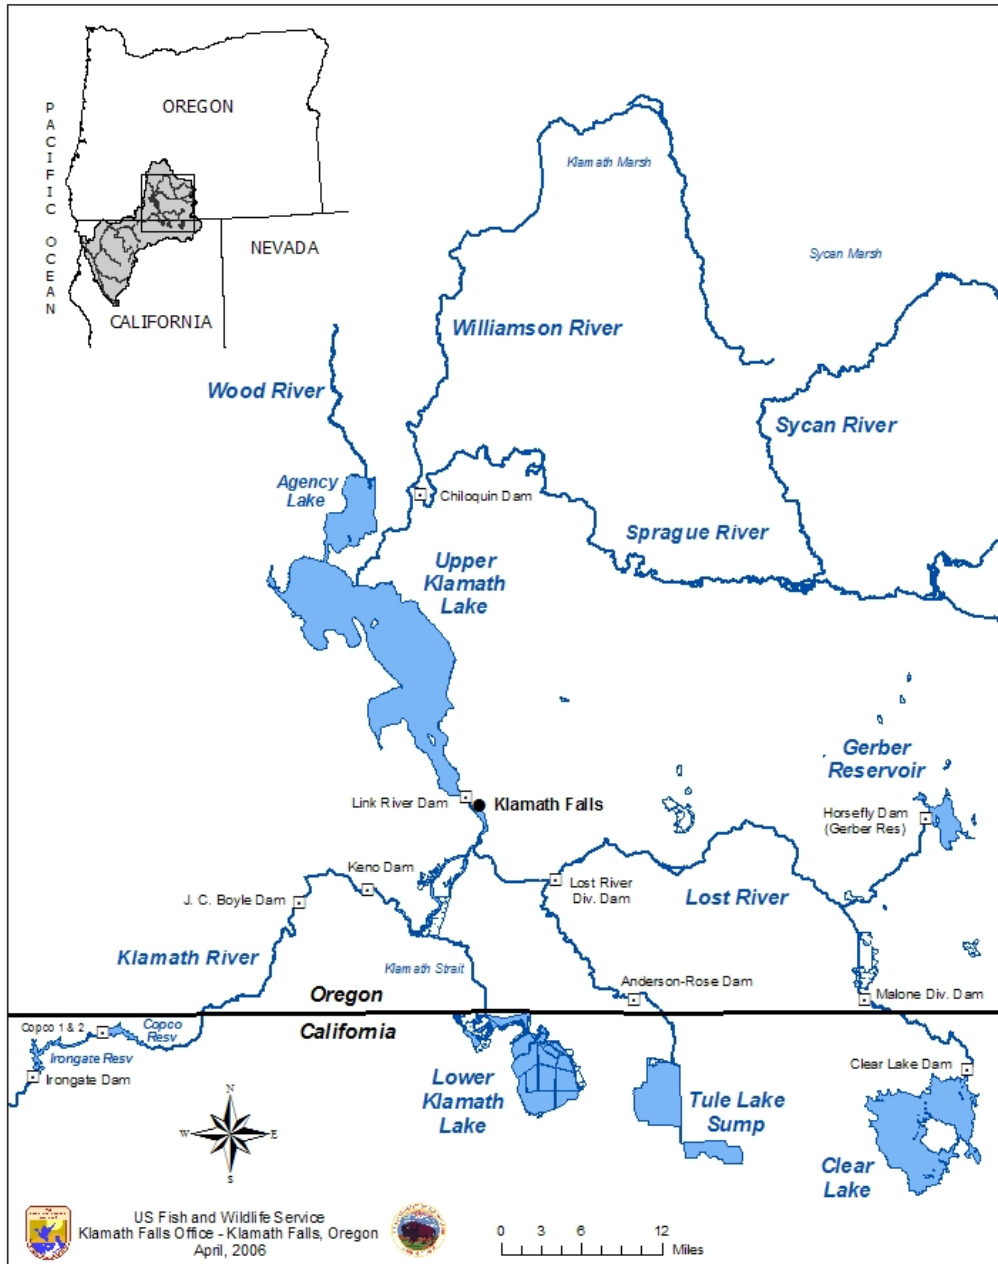 PACIFIC OCEAN
OREGON
NEVADA
CALIFORNIA
Klamath Marsh
Sycan Marsh
Williamson River
Wood River
Sycan River
Agency
Lake
Chiloquin Dam
Sprague River
Upper
Klamath
Lake
Gerber
Reservoir
Link River Dam
Klamath Falls
Horsefly Dam
(Gerber Res)
Keno Dam
J. C. Boyle Dam
Lost River
Div. Dam
Lost River
Klamath River
Klamath Strait
Anderson-Rose Dam
Malone Div. Dam
Oregon
California
Copco 1 & 2
Copco
Resv
Irongate Resv
Irongate Dam
Clear Lake Dam
Lower
Klamath
Lake
Tule Lake
Sump
Clear
Lake
N
W
E
S
US Fish and Wildlife Service
Klamath Falls Office - Klamath Falls, Oregon
April, 2006
0 3 6 12
Miles